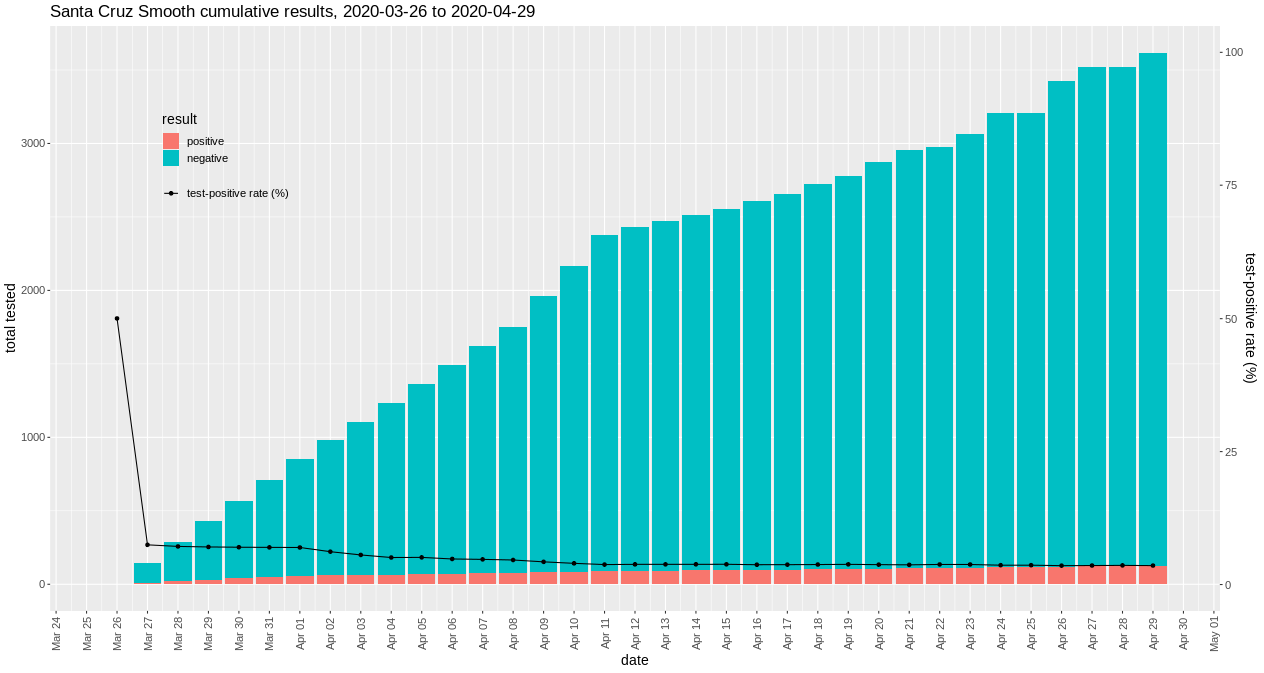 Santa Cruz Smooth cumulative results, 2020-03-26 to 2020-04-29
result
positive
negative
test-positive rate (%)
total tested
3000
2000
1000
0
100
75
50
25
0
test-positive rate (%)
Mar 24
Mar 25
Mar 26
Mar 27
Mar 28
Mar 29
Mar 30
Mar 31
Apr 01
Apr 02
Apr 03
Apr 04
Apr 05
Apr 06
Apr 07
Apr 08
Apr 09
Apr 10
Apr 11
Apr 12
Apr 13
Apr 14
Apr 15
Apr 16
Apr 17
Apr 18
Apr 19
Apr 20
Apr 21
Apr 22
Apr 23
Apr 24
Apr 25
Apr 26
Apr 27
Apr 28
Apr 29
Apr 30
May 01
date